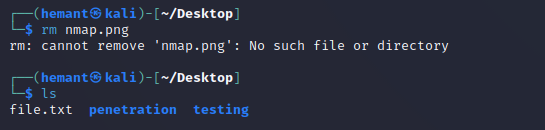 ┌──(hemant㉿kali)-[~/Desktop]
└─$ rm nmap.png
rm: cannot remove 'nmap.png': No such file or directory
┌──(hemant㉿kali)-[~/Desktop]
└─$ ls
file.txt  penetration  testing